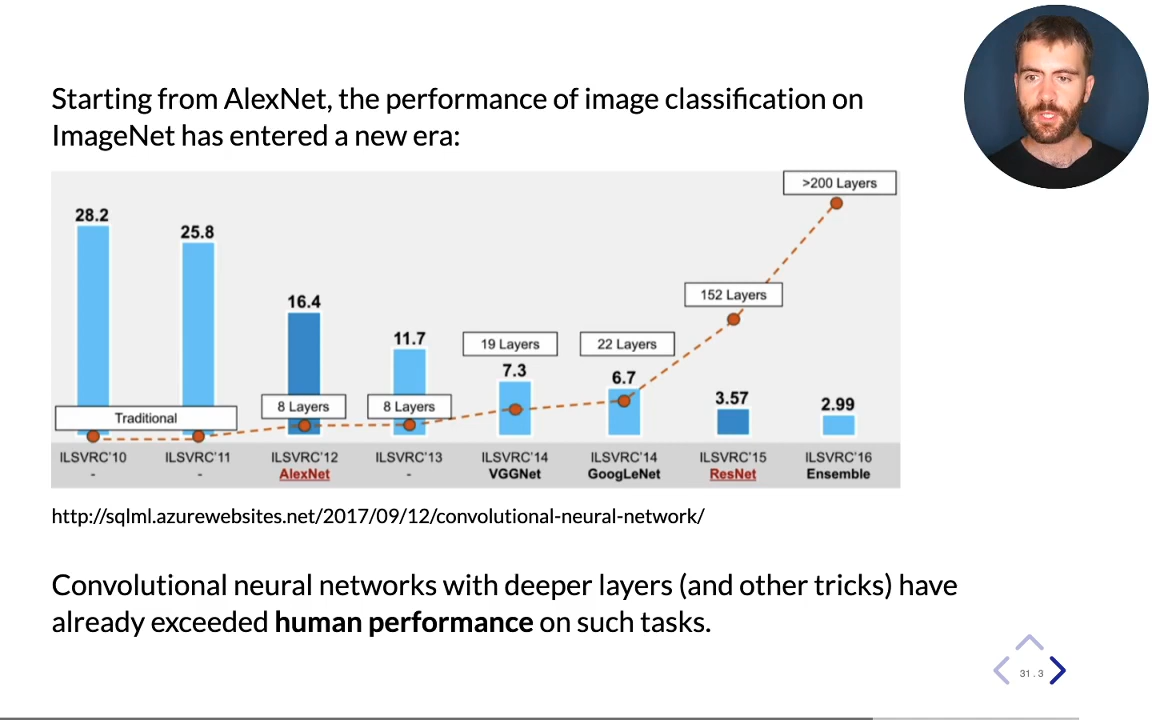 Starting from AlexNet, the performance of image classification on
ImageNet has entered a new era:
>200 Layers
28.2
25.8
152 Layers
16.4
11.7
19 Layers
22 Layers
7.3
6.7
3.57
2.99
Traditional
8 Layers
8 Layers
ILSVRC'10 ILSVRC'11 ILSVRC'12 ILSVRC'13 ILSVRC'14 ILSVRC'14 ILSVRC'15 ILSVRC'16
- - AlexNet - VGGNet GoogLeNet ResNet Ensemble
http://sqlml.azurewebsites.net/2017/09/12/convolutional-neural-network/
Convolutional neural networks with deeper layers (and other tricks) have
already exceeded human performance on such tasks.
31.3